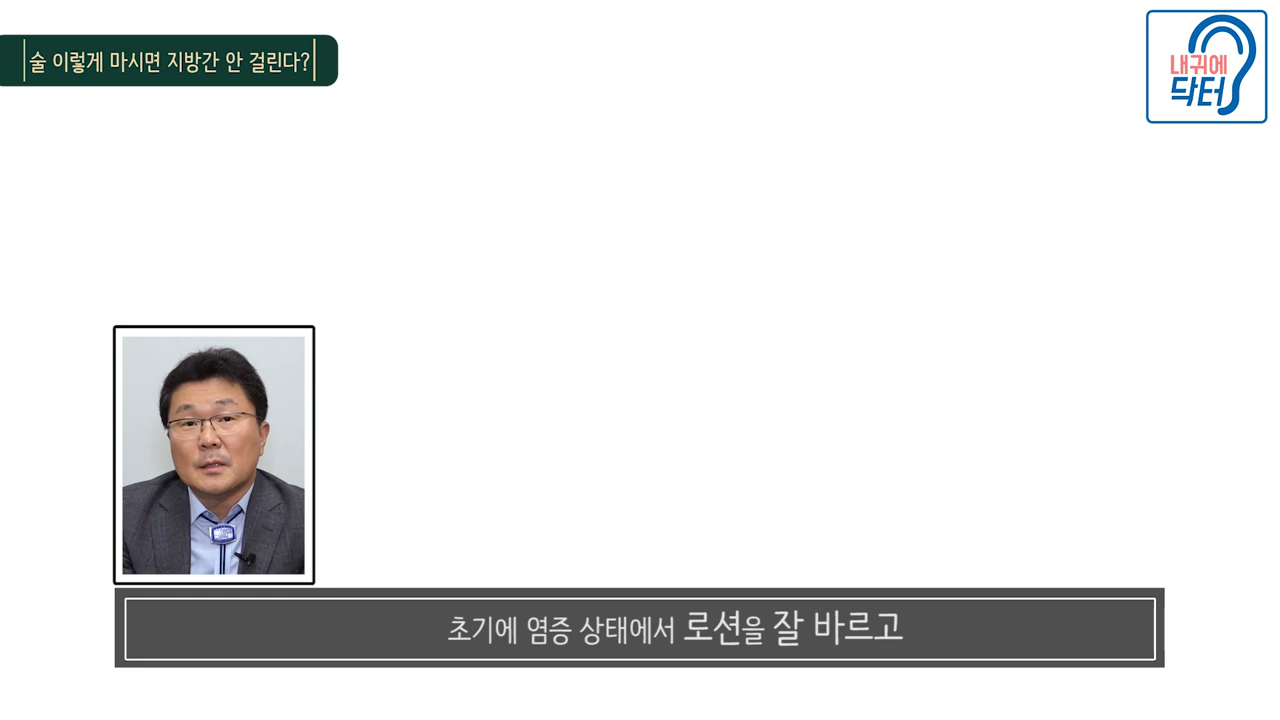 술 이렇게 마시면 지방간 안 걸린다?
내귀에
닥터
초기에 염증 상태에서 로션을 잘 바르고